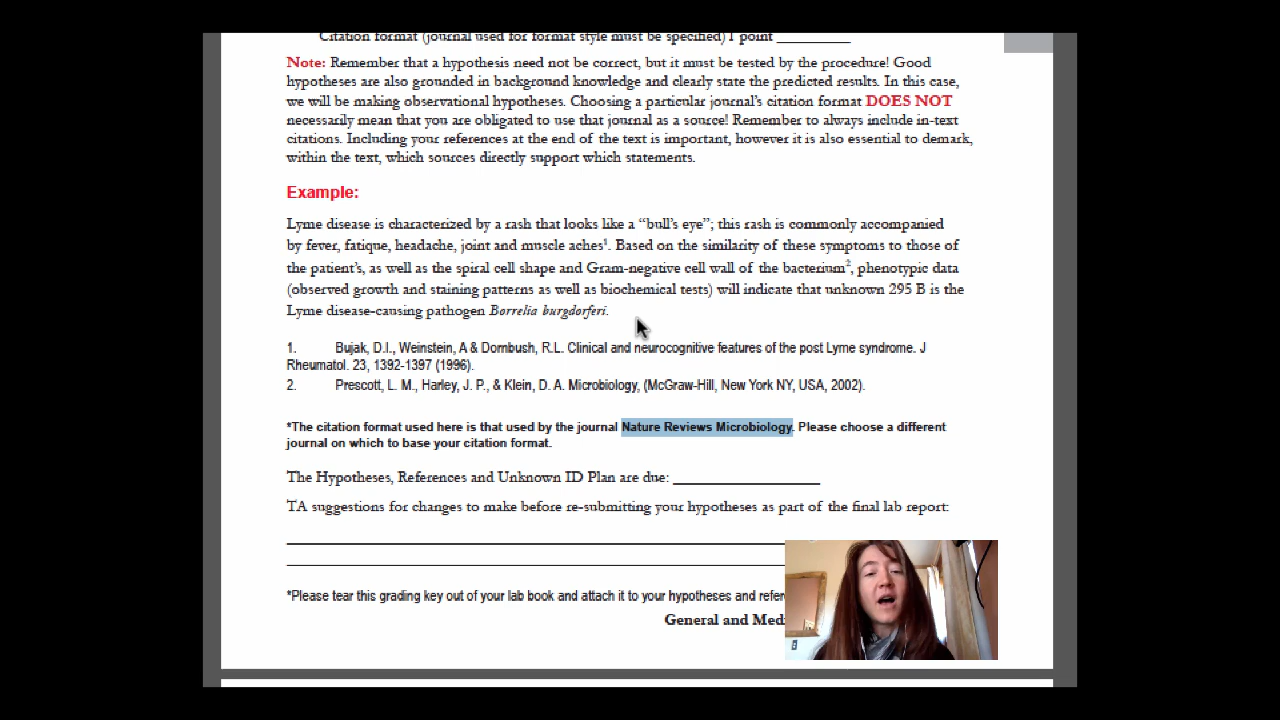 Citation format (journal used for format style must be specified) 1 point __________
Note: Remember that a hypothesis need not be correct, but it must be tested by the procedure! Good
hypotheses are also grounded in background knowledge and clearly state the predicted results. In this case,
we will be making observational hypotheses. Choosing a particular journal's citation format DOES NOT
necessarily mean that you are obligated to use that journal as a source! Remember to always include in-text
citations. Including your references at the end of the text is important, however it is also essential to demark,
within the text, which sources directly support which statements.
Example:
Lyme disease is characterized by a rash that looks like a “bull's eye”; this rash is commonly accompanied
by fever, fatique, headache, joint and muscle aches¹. Based on the similarity of these symptoms to those of
the patient's, as well as the spiral cell shape and Gram-negative cell wall of the bacterium², phenotypic data
(observed growth and staining patterns as well as biochemical tests) will indicate that unknown 295 B is the
Lyme disease-causing pathogen Borrelia burgdorferi.
1. Bujak, D.I., Weinstein, A & Dornbush, R.L. Clinical and neurocognitive features of the post Lyme syndrome. J
Rheumatol. 23, 1392-1397 (1996).
2. Prescott, L. M., Harley, J. P., & Klein, D. A. Microbiology, (McGraw-Hill, New York NY, USA, 2002).
*The citation format used here is that used by the journal Nature Reviews Microbiology. Please choose a different
journal on which to base your citation format.
The Hypotheses, References and Unknown ID Plan are due: __________________
TA suggestions for changes to make before re-submitting your hypotheses as part of the final lab report:
*Please tear this grading key out of your lab book and attach it to your hypotheses and refer
General and Med